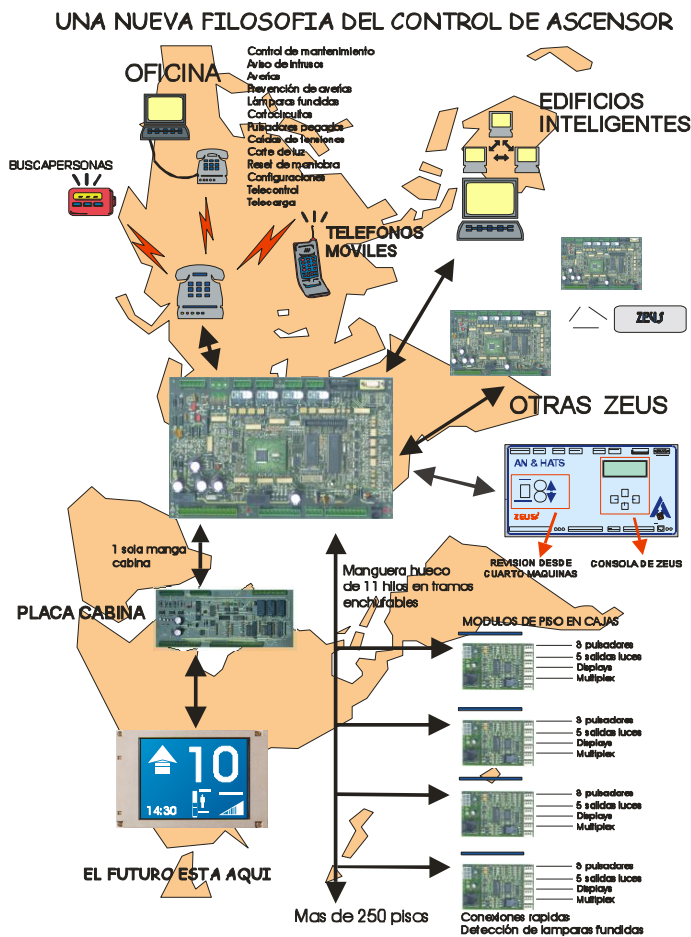 UNA NUEVA FILOSOFIA DEL CONTROL DE ASCENSOR
OFICINA
Control de mantenimiento
Aviso de intrusos
Averías
Prevención de averías
Lámparas fundidas
Cortocircuitos
Pulsadores pegados
Caidas de tensiones
Corte de luz
Reset de maniobra
Configuraciones
Telecontrol
Telecarga
EDIFICIOS
INTELIGENTES
BUSCAPERSONAS
TELEFONOS
MOVILES
ZEUS
OTRAS ZEUS
AN & HATS
ZEUS
REVISION DESDE
CUARTO MAQUINAS
CONSOLA DE ZEUS
1 sola manga
cabina
Manguera hueco
de 11 hilos en tramos
enchufables
PLACA CABINA
MODULOS DE PISO EN CAJAS
3 pulsadores
5 salidas luces
Displays
Multiplex
3 pulsadores
5 salidas luces
Displays
Multiplex
3 pulsadores
5 salidas luces
Displays
Multiplex
3 pulsadores
5 salidas luces
Displays
Multiplex
10
14:30
EL FUTURO ESTA AQUI
Mas de 250 pisos
Conexiones rapidas
Detección de lamparas fundidas